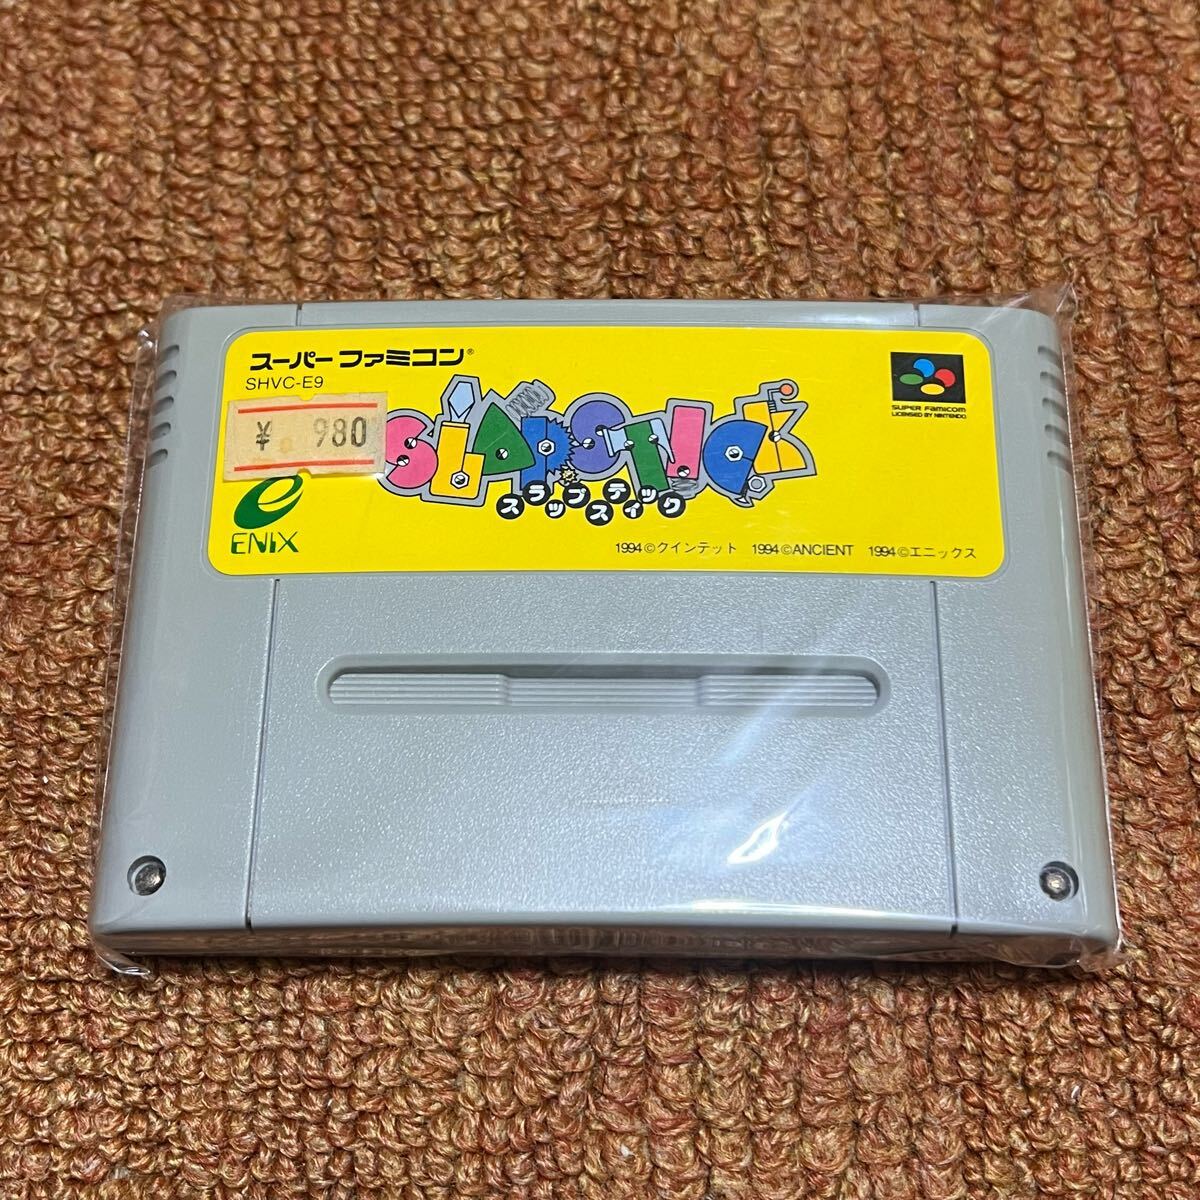 スーパーファミコン®
SHVC-E9
¥ 980
SLAPSTICK
スラップスティック
SUPER FAMICOM
LICENSED BY NINTENDO
ENIX
1994©クインテット 1994©ANCIENT 1994©エニックス